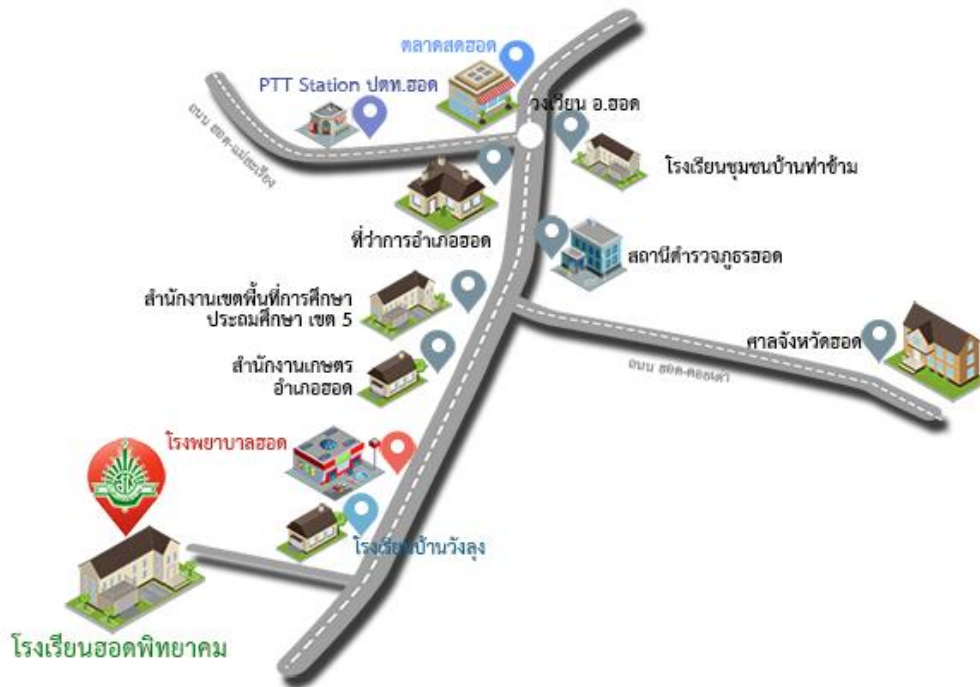 ตลาดสดฮอด
PTT Station ปตท.ฮอด
วงเวียน อ.ฮอด
ถนน ฮอด-แม่สะเรียง
โรงเรียนชุมชนบ้านท่าข้าม
ที่ว่าการอำเภอฮอด
สถานีตำรวจภูธรฮอด
สำนักงานเขตพื้นที่การศึกษา
ประถมศึกษา เขต 5
ศาลจังหวัดฮอด
สำนักงานเกษตร
อำเภอฮอด
ถนน ฮอด-ดอยเต่า
โรงพยาบาลฮอด
โรงเรียนบ้านวังลุง
โรงเรียนฮอดพิทยาคม